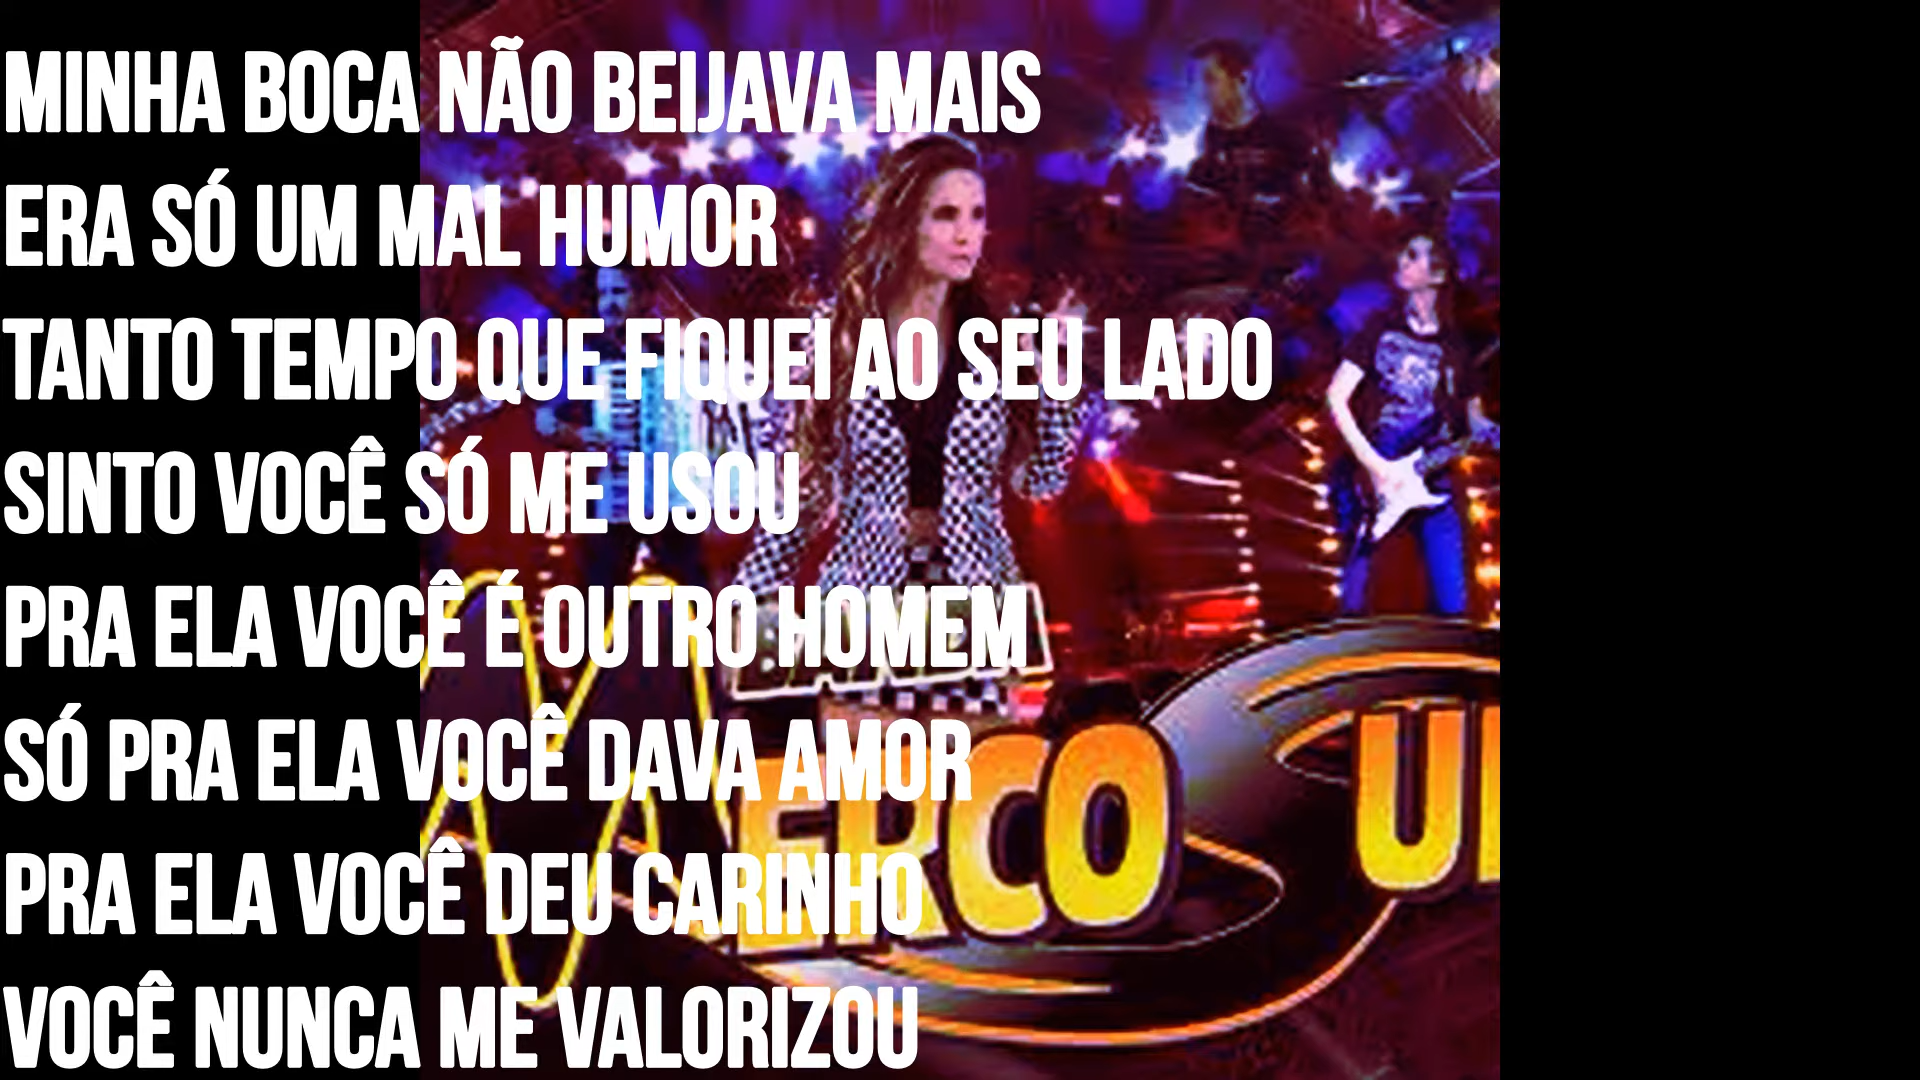 MINHA BOCA NÃO BEIJAVA MAIS
ERA SÓ UM MAL HUMOR
TANTO TEMPO QUE FIQUEI AO SEU LADO
SINTO VOCÊ SÓ ME USOU
PRA ELA VOCÊ É OUTRO HOMEM
SÓ PRA ELA VOCÊ DAVA AMOR
PRA ELA VOCÊ DEU CARINHO
VOCÊ NUNCA ME VALORIZOU
BANDA
MERCO